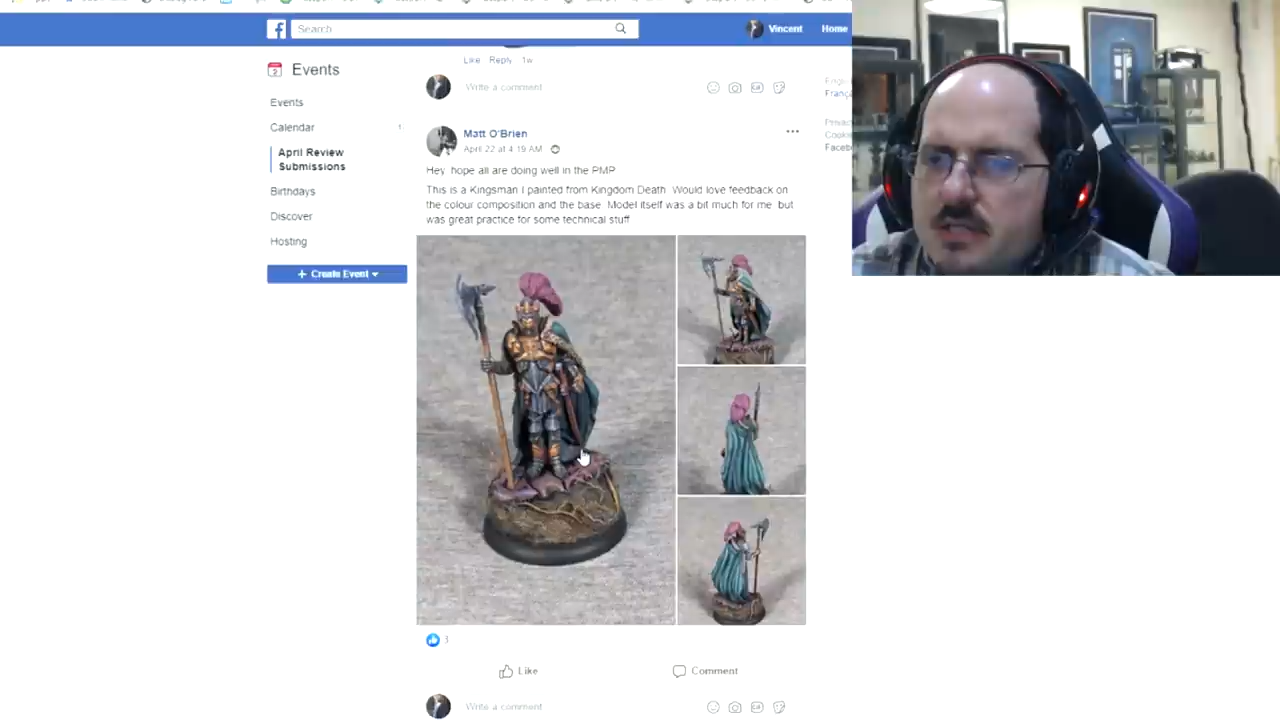 Search
Vincent
Home
Events
Events
Calendar
1
April Review
Submissions
Birthdays
Discover
Hosting
+ Create Event
Like Reply 1w
Write a comment
Matt O'Brien
April 22 at 4:19 AM
Hey hope all are doing well in the PMP
This is a Kingsman I painted from Kingdom Death Would love feedback on
the colour composition and the base Model itself was a bit much for me but
was great practice for some technical stuff
3
Like
Comment
Write a comment
Privacy